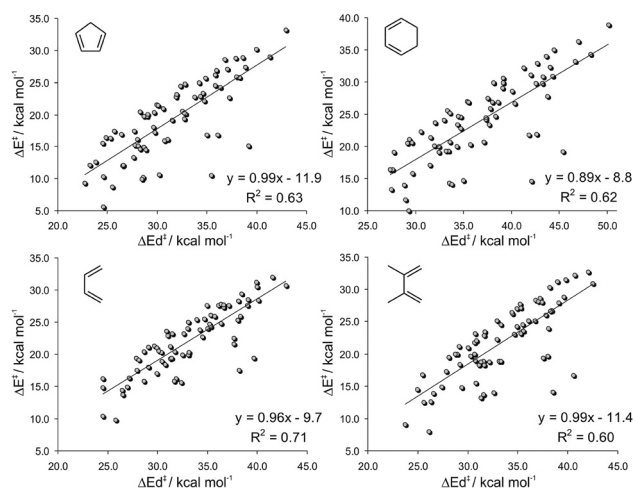 35.0
30.0
25.0
20.0
15.0
10.0
5.0
20.0 25.0 30.0 35.0 40.0 45.0
ΔE‡ / kcal mol-1
ΔEd‡ / kcal mol-1
y = 0.99x - 11.9
R2 = 0.63
40.0
35.0
30.0
25.0
20.0
15.0
10.0
25.0 30.0 35.0 40.0 45.0 50.0
ΔE‡ / kcal mol-1
ΔEd‡ / kcal mol-1
y = 0.89x - 8.8
R2 = 0.62
35.0
30.0
25.0
20.0
15.0
10.0
5.0
20.0 25.0 30.0 35.0 40.0 45.0
ΔE‡ / kcal mol-1
ΔEd‡ / kcal mol-1
y = 0.96x - 9.7
R2 = 0.71
35.0
30.0
25.0
20.0
15.0
10.0
5.0
20.0 25.0 30.0 35.0 40.0 45.0
ΔE‡ / kcal mol-1
ΔEd‡ / kcal mol-1
y = 0.99x - 11.4
R2 = 0.60